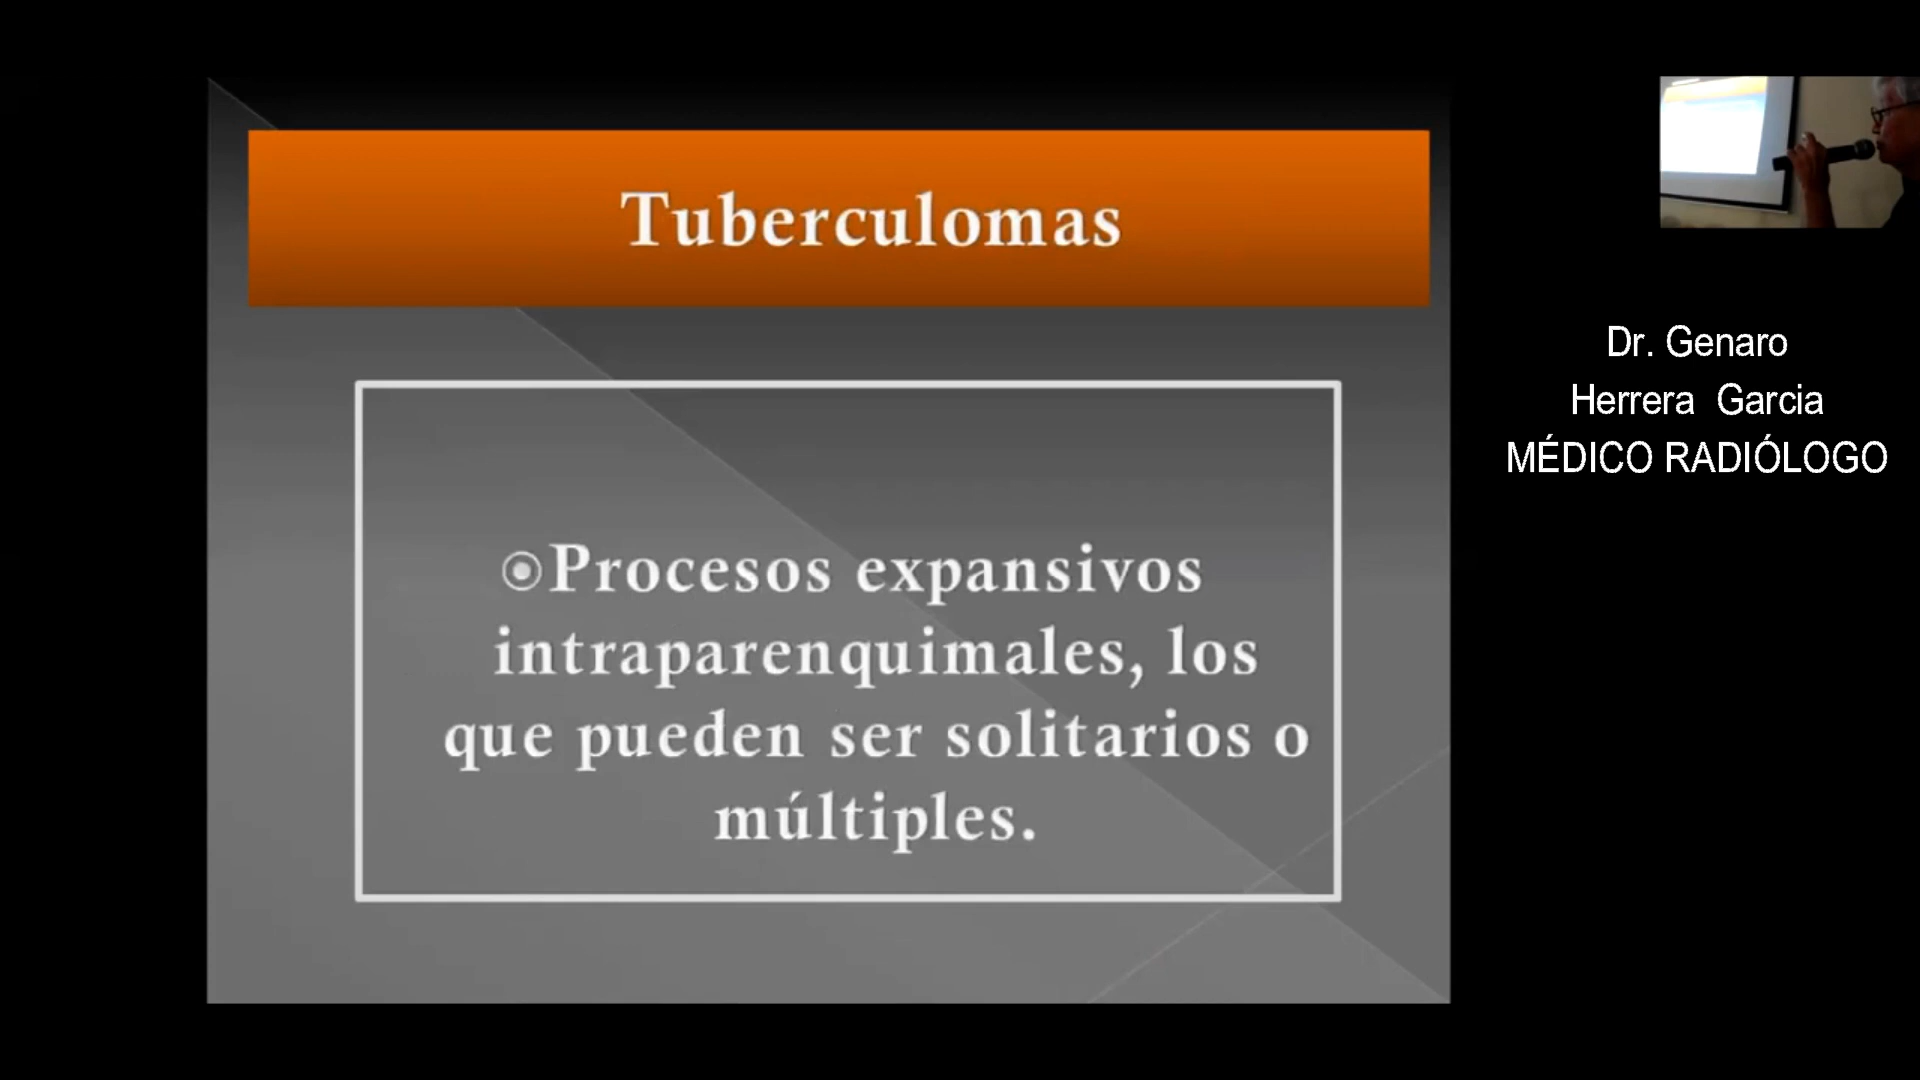 Tuberculomas
Procesos expansivos
intraparenquimales, los
que pueden ser solitarios o
múltiples.
Dr. Genaro
Herrera Garcia
MÉDICO RADIÓLOGO